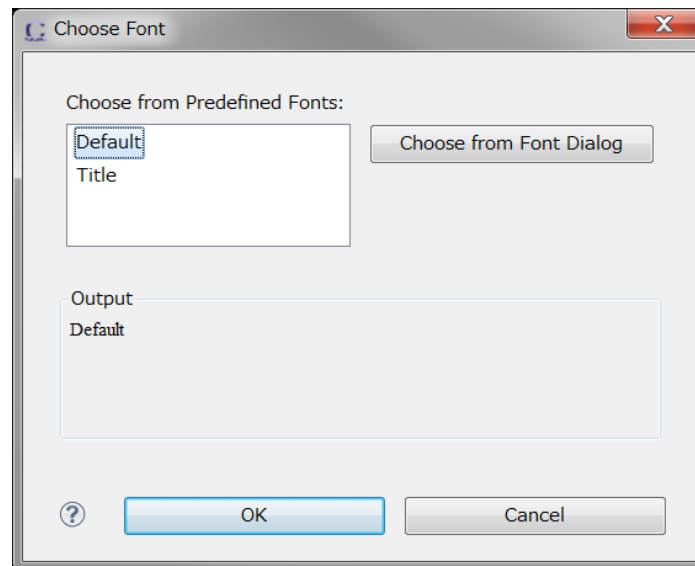 Choose Font
Choose from Predefined Fonts:
Default
Choose from Font Dialog
Title
Output
Default
?
OK
Cancel